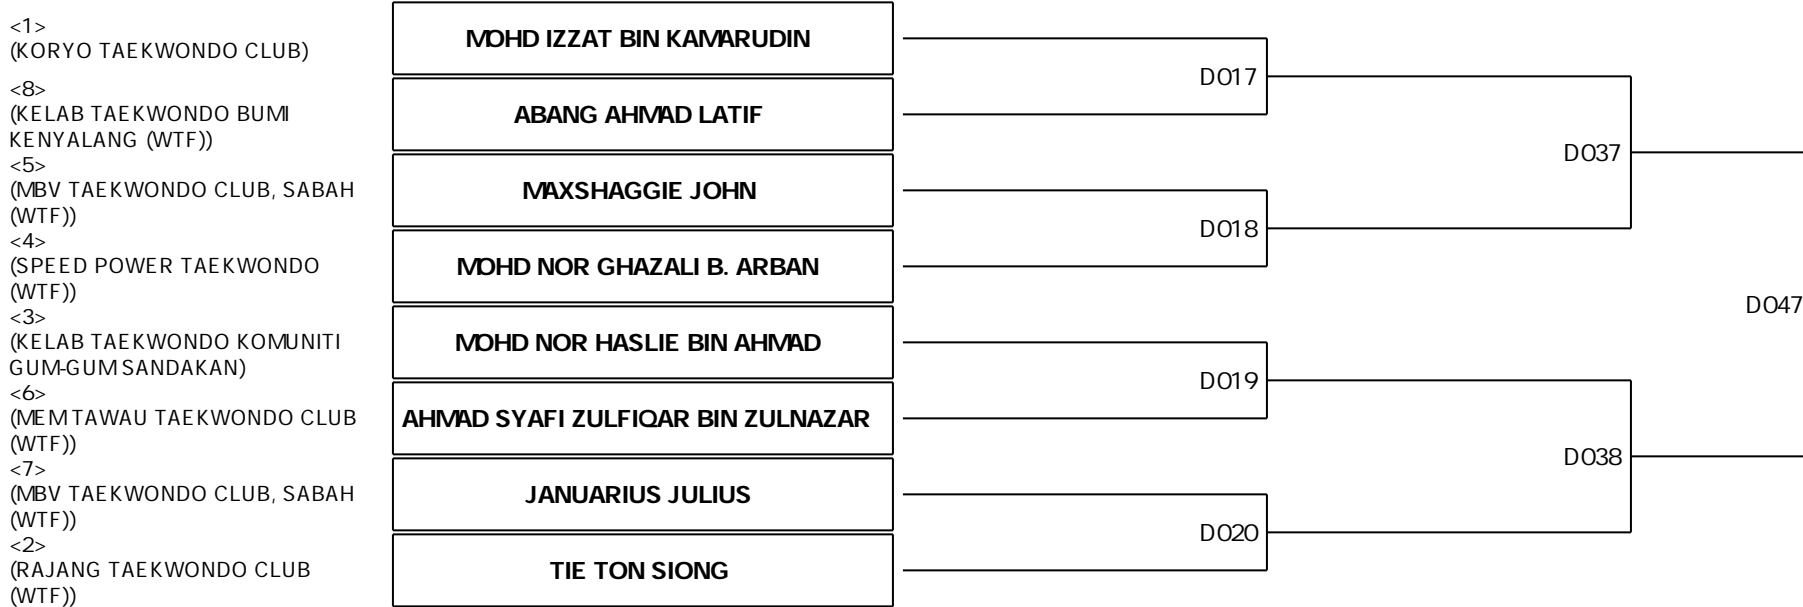 <1>
(KORYO TAEKWONDO CLUB)
MOHD IZZAT BIN KAMARUDIN
D017
<8>
(KELAB TAEKWONDO BUMI
KENYALANG (WTF))
ABANG AHMAD LATIF
D037
<5>
(MBV TAEKWONDO CLUB, SABAH
(WTF))
MAXSHAGGIE JOHN
D018
<4>
(SPEED POWER TAEKWONDO
(WTF))
MOHD NOR GHAZALI B. ARBAN
D047
<3>
(KELAB TAEKWONDO KOMUNITI
GUM-GUM SANDAKAN)
MOHD NOR HASLIE BIN AHMAD
D019
<6>
(MEM TAWAU TAEKWONDO CLUB
(WTF))
AHMAD SYAFI ZULFIQAR BIN ZULNAZAR
D038
<7>
(MBV TAEKWONDO CLUB, SABAH
(WTF))
JANUARIUS JULIUS
D020
<2>
(RAJANG TAEKWONDO CLUB
(WTF))
TIE TON SIONG